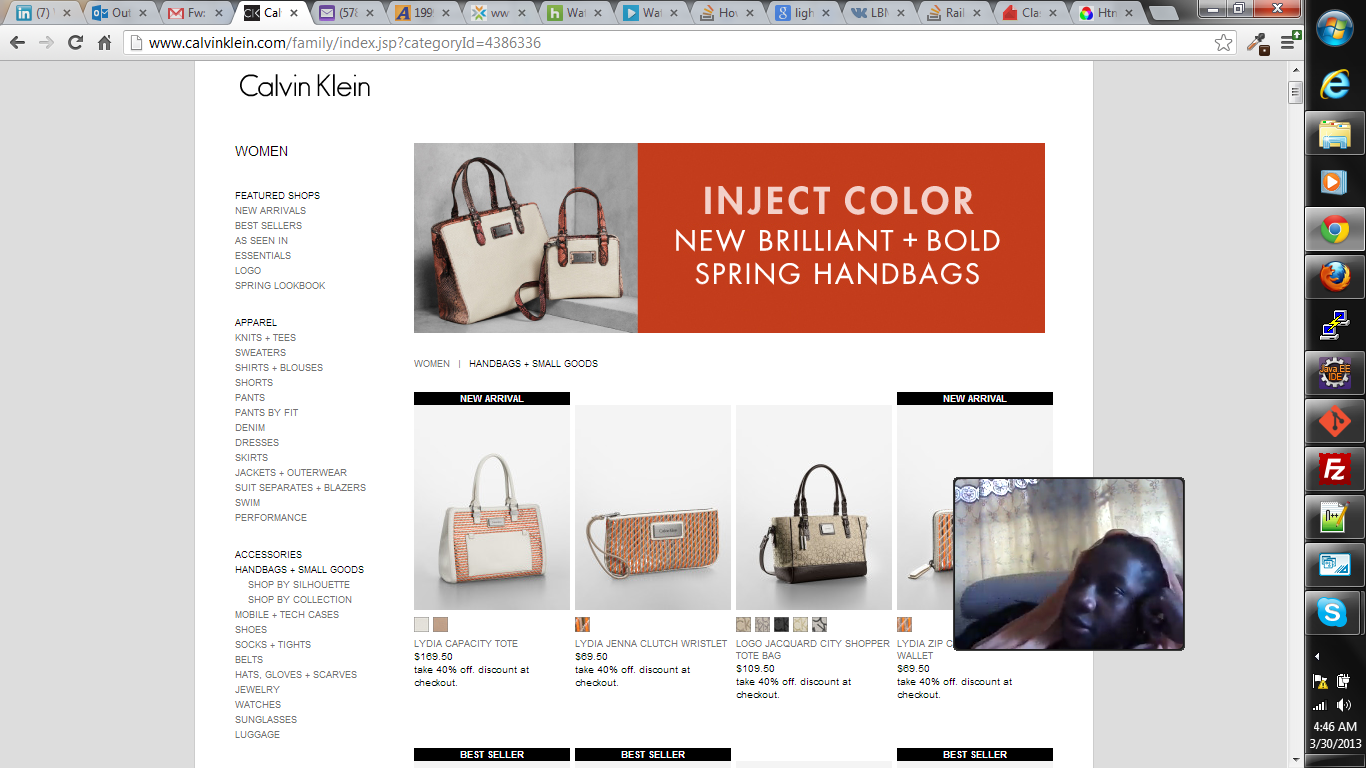 (7)
Out
Fw:
Cal
(578
199
ww
Wat
Wat
Hov
ligh
LBN
Rail
Clas
Htn
www.calvinklein.com/family/index.jsp?categoryId=4386336
Calvin Klein
WOMEN
FEATURED SHOPS
NEW ARRIVALS
BEST SELLERS
AS SEEN IN
ESSENTIALS
LOGO
SPRING LOOKBOOK
APPAREL
KNITS + TEES
SWEATERS
SHIRTS + BLOUSES
SHORTS
PANTS
PANTS BY FIT
DENIM
DRESSES
SKIRTS
JACKETS + OUTERWEAR
SUIT SEPARATES + BLAZERS
SWIM
PERFORMANCE
ACCESSORIES
HANDBAGS + SMALL GOODS
SHOP BY SILHOUETTE
SHOP BY COLLECTION
MOBILE + TECH CASES
SHOES
SOCKS + TIGHTS
BELTS
HATS, GLOVES + SCARVES
JEWELRY
WATCHES
SUNGLASSES
LUGGAGE
INJECT COLOR
NEW BRILLIANT + BOLD
SPRING HANDBAGS
WOMEN | HANDBAGS + SMALL GOODS
NEW ARRIVAL
LYDIA CAPACITY TOTE
$169.50
take 40% off. discount at
checkout.
LYDIA JENNA CLUTCH WRISTLET
$69.50
take 40% off. discount at
checkout.
LOGO JACQUARD CITY SHOPPER
TOTE BAG
$109.50
take 40% off. discount at
checkout.
NEW ARRIVAL
LYDIA ZIP
WALLET
$69.50
take 40% off. discount at
checkout.
BEST SELLER
BEST SELLER
BEST SELLER
Java EE
IDE
4:46 AM
3/30/2013